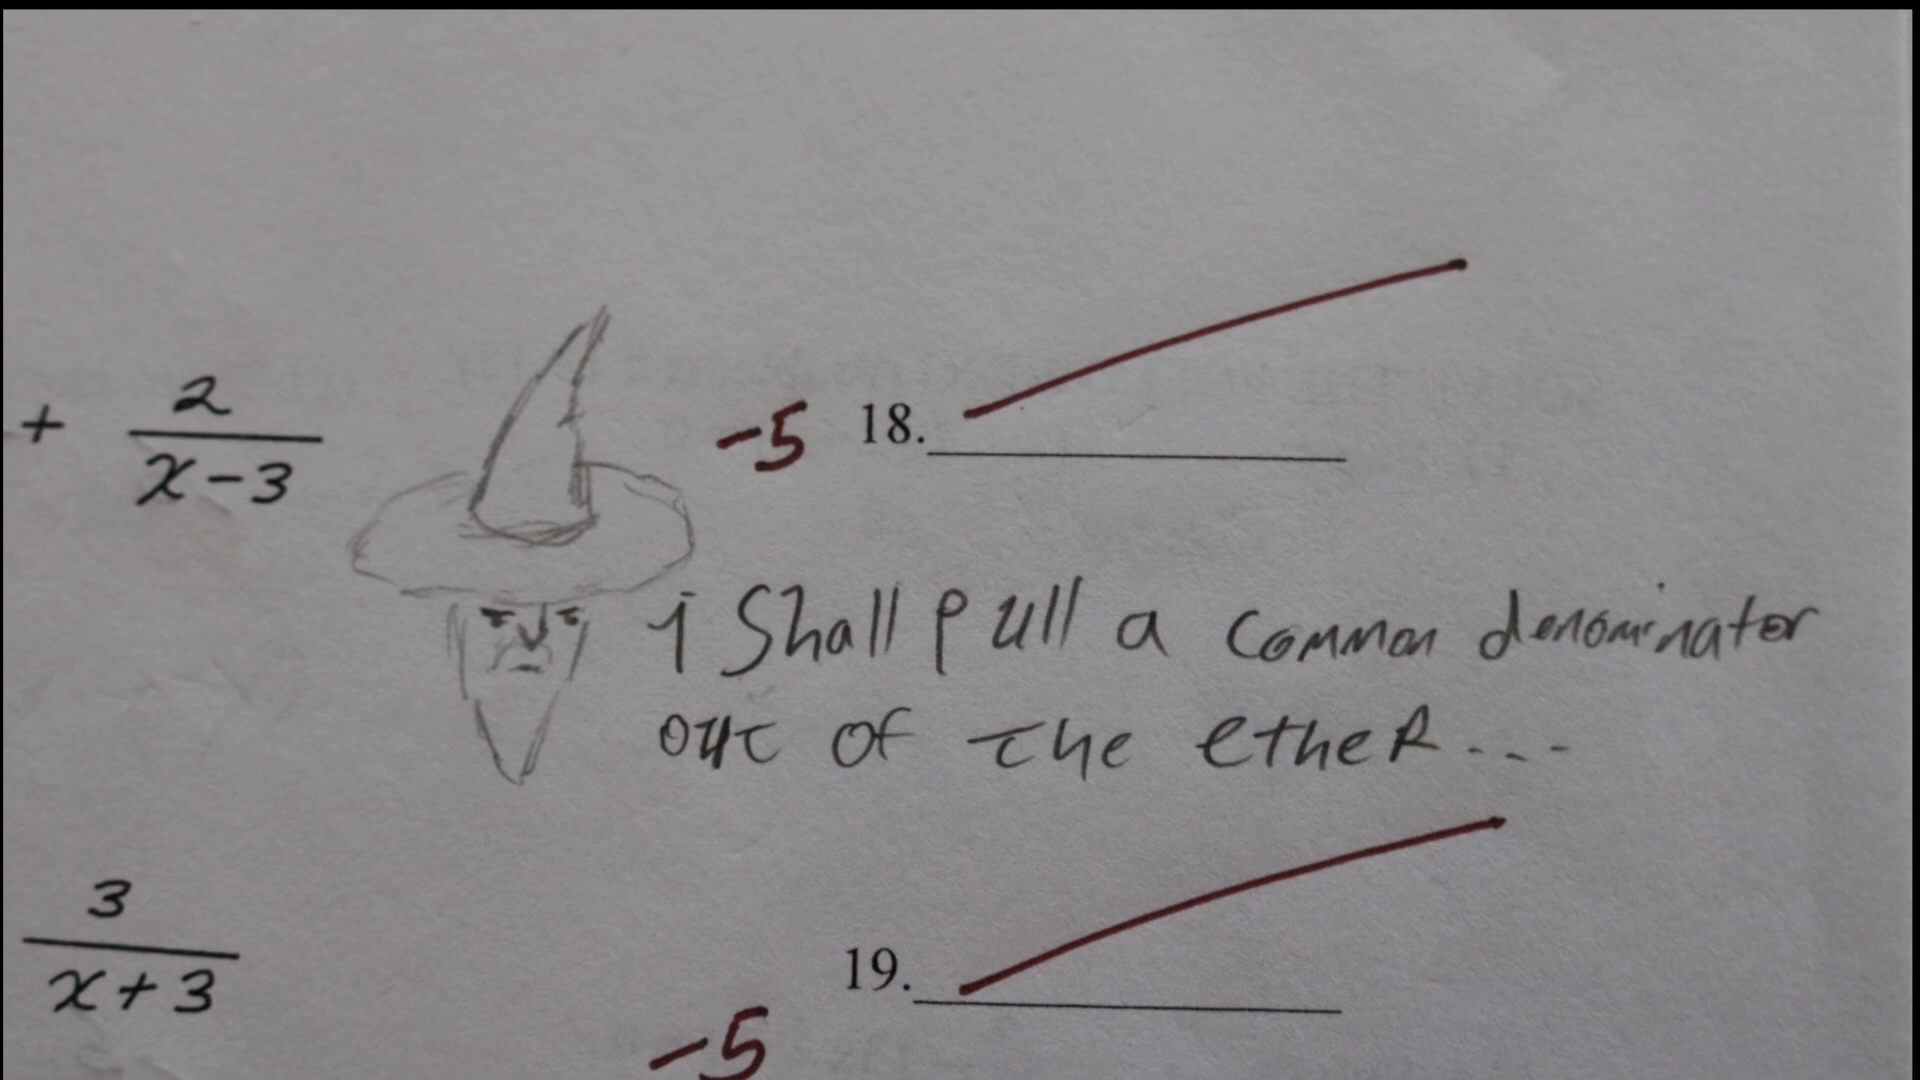 + 2/(x-3)
-5 18.
I Shall pull a common denominator
out of the ether...
3/(x+3)
19.
-5